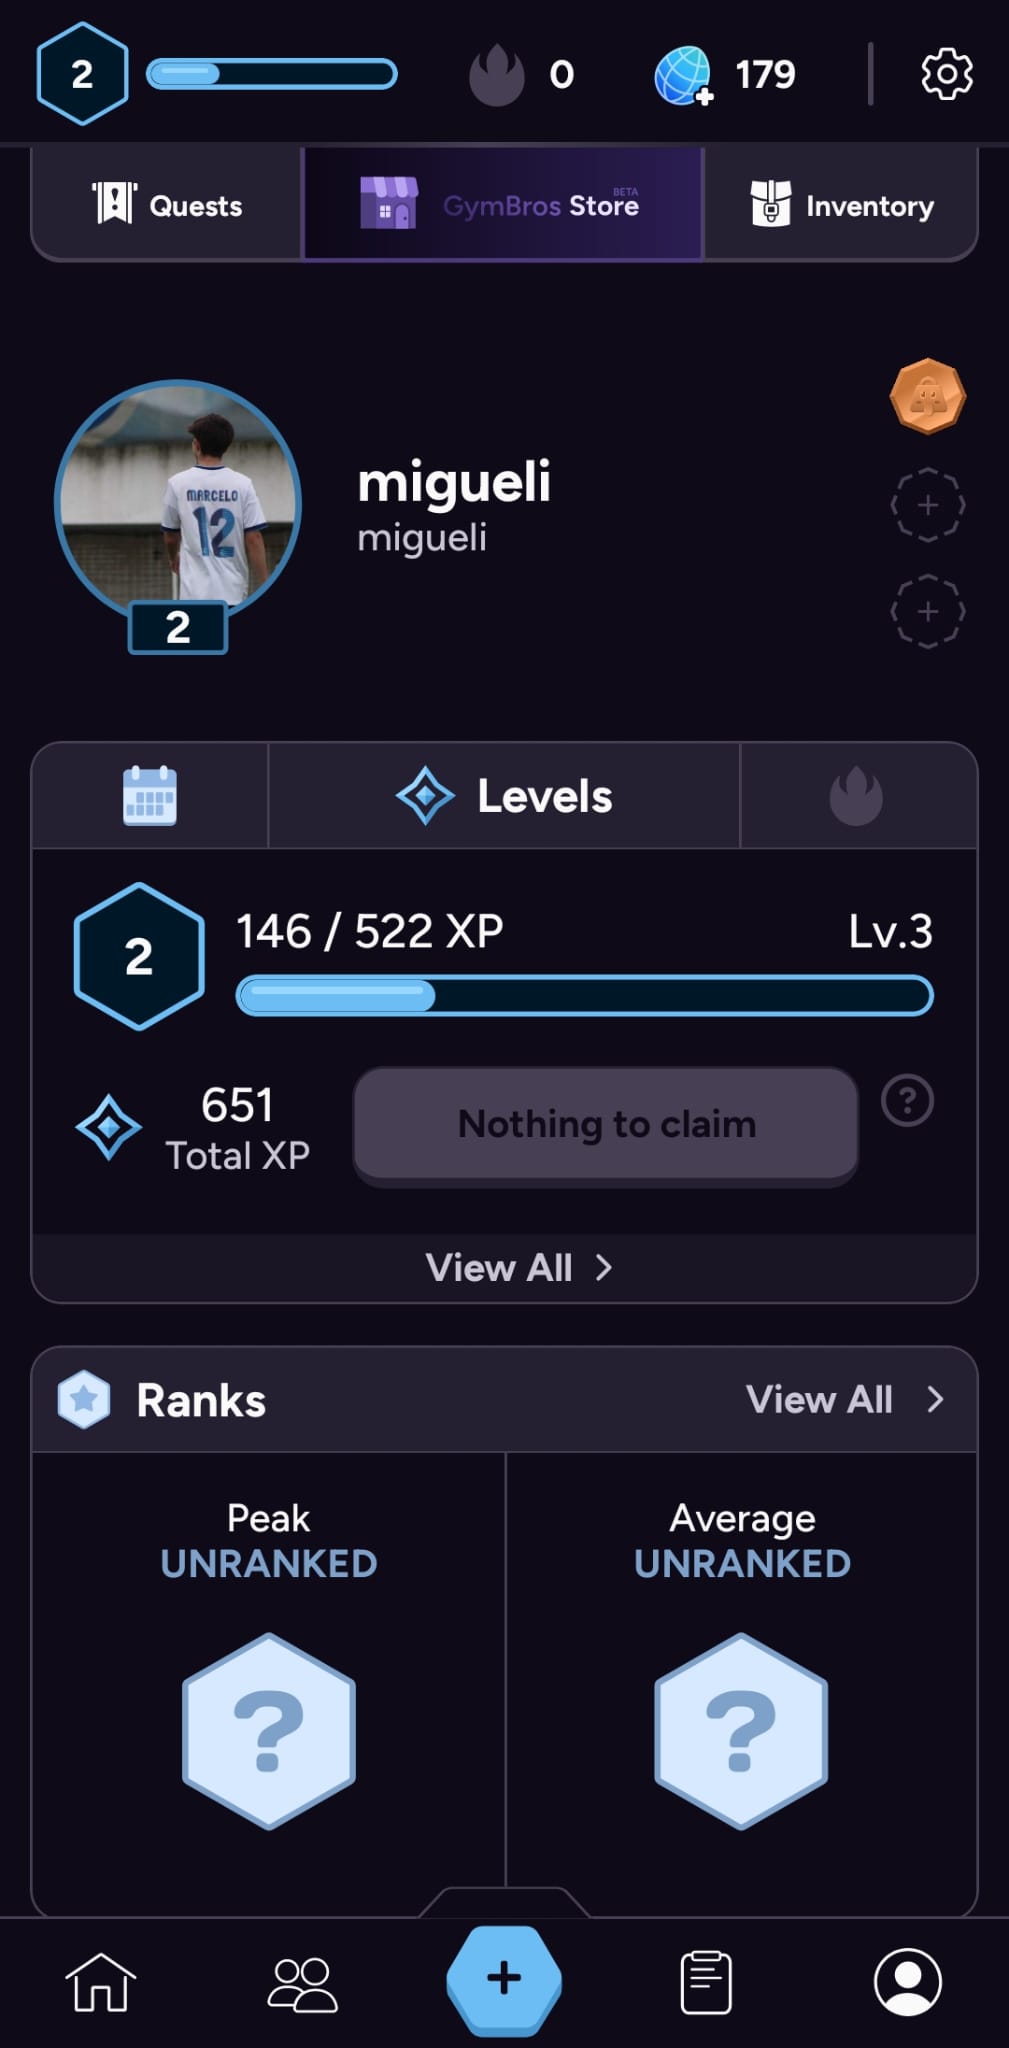 2
0
179
Quests
GymBros Store
BETA
Inventory
MARCELO
12
2
migueli
migueli
Levels
2
146 / 522 XP
Lv.3
651
Total XP
Nothing to claim
?
View All
Ranks
View All
Peak
UNRANKED
?
Average
UNRANKED
?